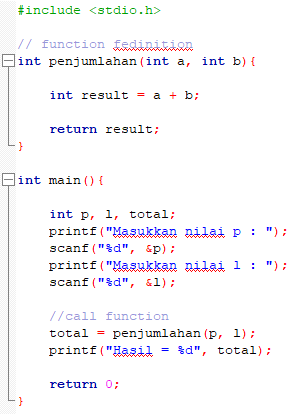 #include <stdio.h>
// function fedinition
int penjumlahan(int a, int b){
int result = a + b;
return result;
}
int main(){
int p, l, total;
printf("Masukkan nilai p : ");
scanf("%d", &p);
printf("Masukkan nilai l : ");
scanf("%d", &l);
//call function
total = penjumlahan(p, l);
printf("Hasil = %d", total);
return 0;
}